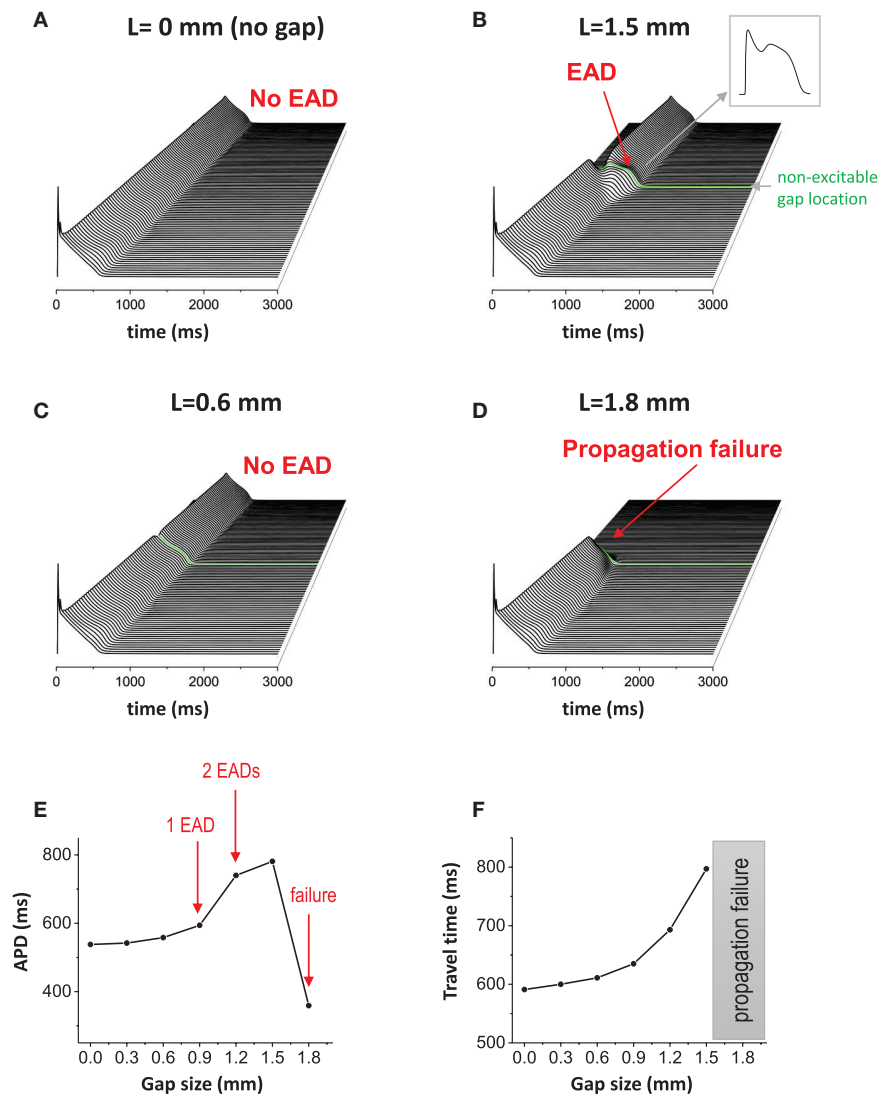 A
L= 0 mm (no gap)
No EAD
0
1000
2000
3000
time (ms)
B
L=1.5 mm
EAD
non-excitable
gap location
0
1000
2000
3000
time (ms)
C
L=0.6 mm
No EAD
0
1000
2000
3000
time (ms)
D
L=1.8 mm
Propagation failure
0
1000
2000
3000
time (ms)
E
2 EADs
1 EAD
failure
800
600
400
APD (ms)
0.0
0.3
0.6
0.9
1.2
1.5
1.8
Gap size (mm)
F
800
700
600
500
Travel time (ms)
propagation failure
0.0
0.3
0.6
0.9
1.2
1.5
1.8
Gap size (mm)